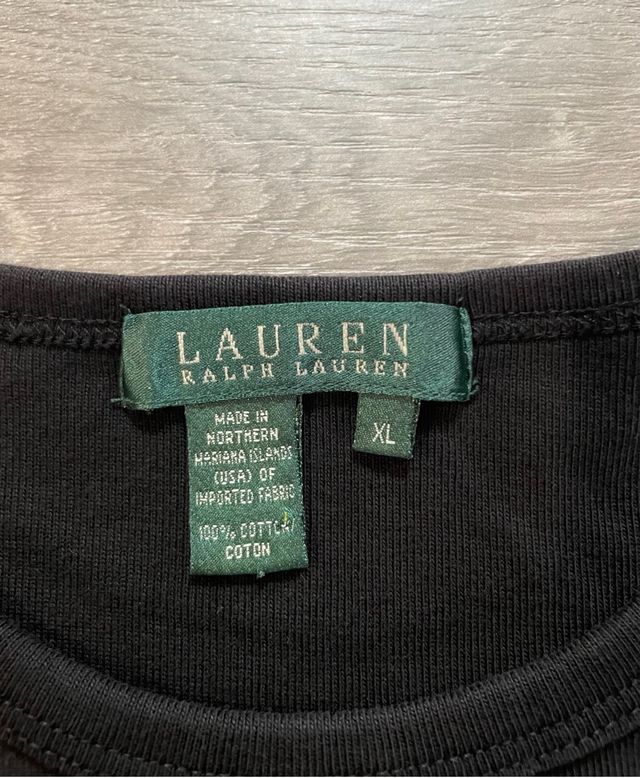 LAUREN
RALPH LAUREN
XL
MADE IN
NORTHERN
MARIANA ISLANDS
(USA) OF
IMPORTED FABRIC
100% COTTON/
COTON